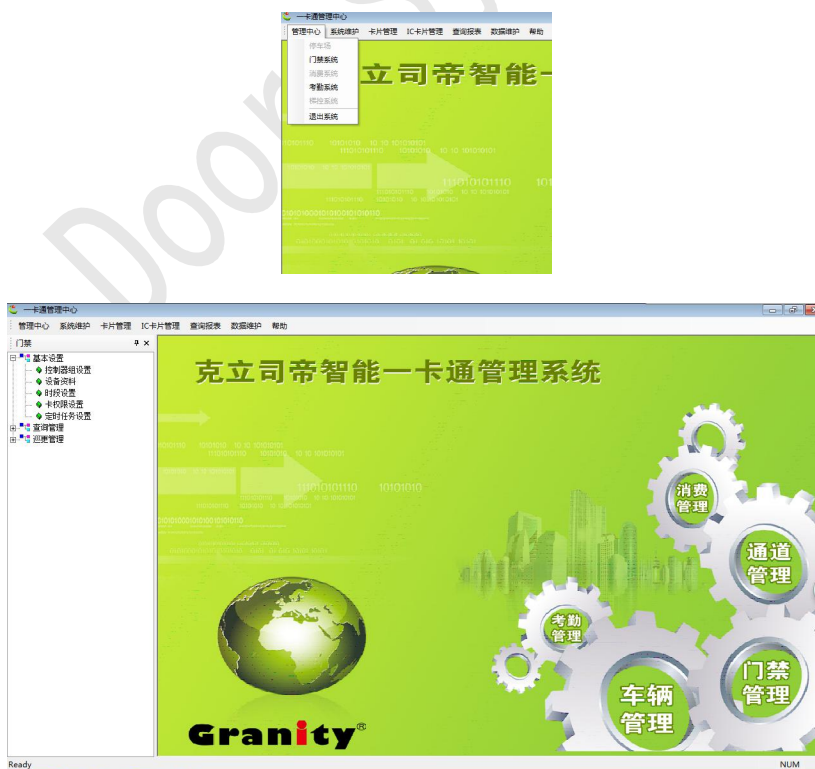 一卡通管理中心
管理中心 系统维护 卡片管理 IC卡片管理 查询报表 数据维护 帮助
停车场
门禁系统
消费系统
考勤系统
梯控系统
退出系统
立司帝智能一
一卡通管理中心
管理中心 系统维护 卡片管理 IC卡片管理 查询报表 数据维护 帮助
门禁
基本设置
控制器组设置
设备资料
时段设置
卡权限设置
定时任务设置
查询管理
巡更管理
克立司帝智能一卡通管理系统
消费
管理
通道
管理
考勤
管理
门禁
管理
车辆
管理
Granity®
Ready
NUM
Door